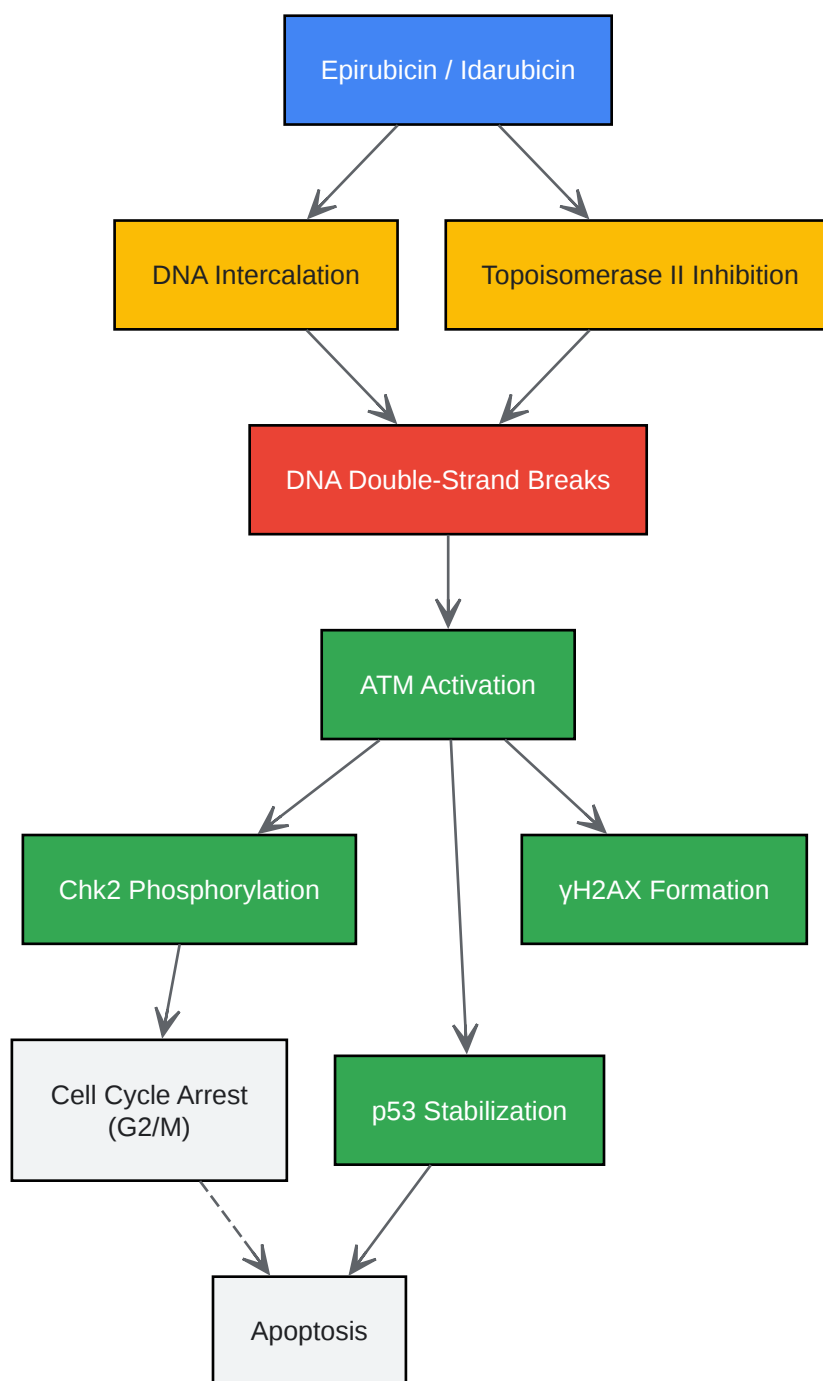 Epirubicin / Idarubicin
DNA Intercalation
Topoisomerase II Inhibition
DNA Double-Strand Breaks
ATM Activation
Chk2 Phosphorylation
γH2AX Formation
Cell Cycle Arrest
(G2/M)
p53 Stabilization
Apoptosis